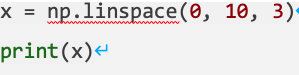 x = np.linspace(0, 10, 3)↵
print(x)↵